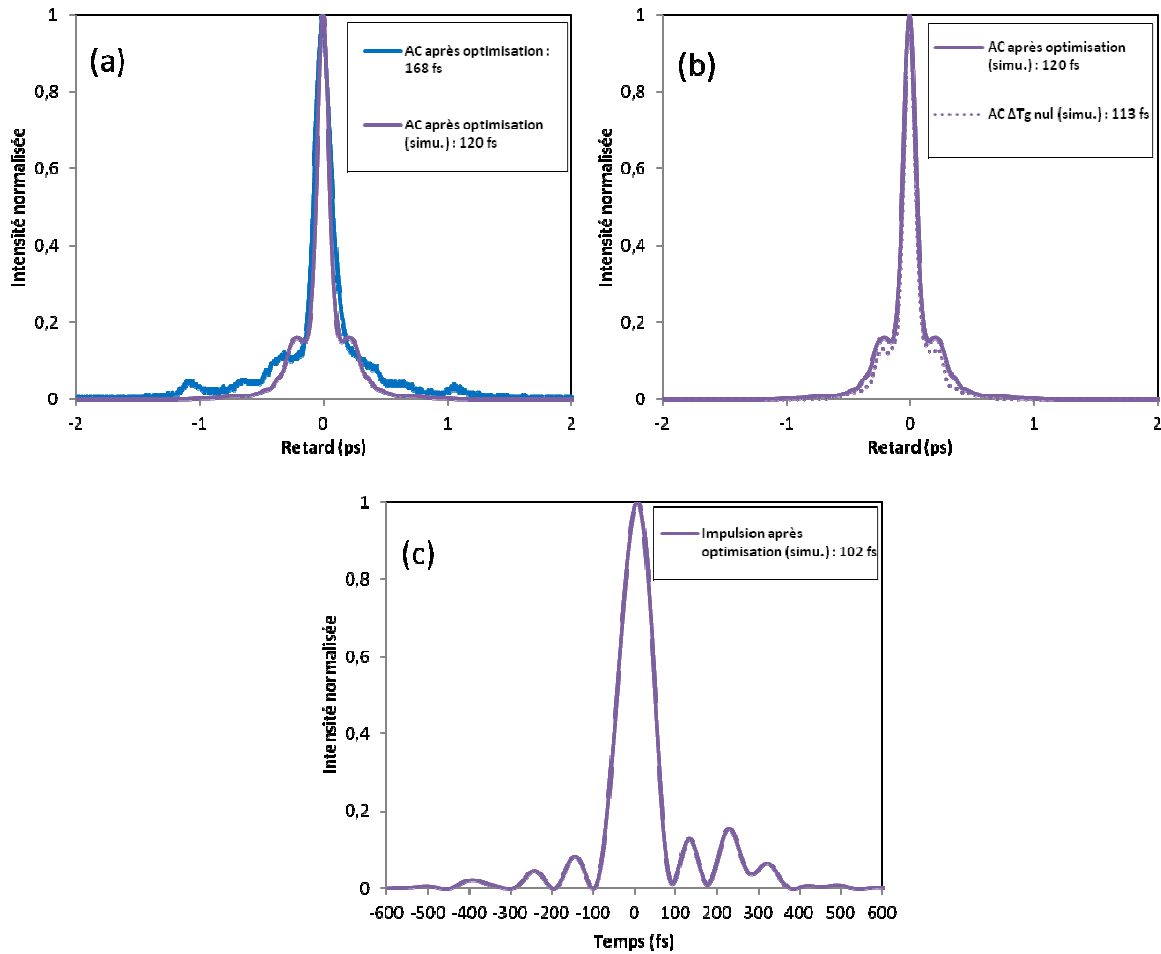 (a)
AC après optimisation :
168 fs
AC après optimisation
(simu.) : 120 fs
1
0,8
0,6
0,4
0,2
0
Intensité normalisée
-2
-1
0
1
2
Retard (ps)
(b)
AC après optimisation
(simu.) : 120 fs
AC ΔTg nul (simu.) : 113 fs
1
0,8
0,6
0,4
0,2
0
Intensité normalisée
-2
-1
0
1
2
Retard (ps)
(c)
Impulsion après
optimisation (simu.) : 102 fs
1
0,8
0,6
0,4
0,2
0
Intensité normalisée
-600 -500 -400 -300 -200 -100 0 100 200 300 400 500 600
Temps (fs)